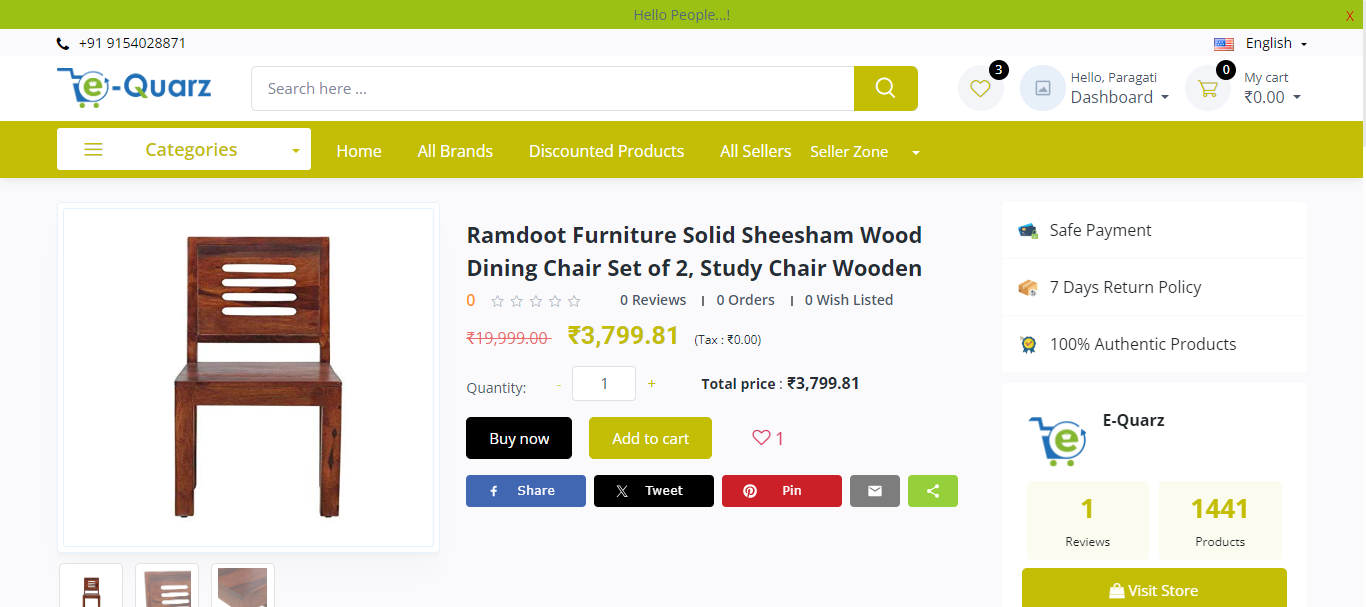 Hello People...!
X
+91 9154028871
English
e-Quarz
Search here ...
3
Hello, Paragati
Dashboard
0
My cart
₹0.00
Categories
Home
All Brands
Discounted Products
All Sellers
Seller Zone
Ramdoot Furniture Solid Sheesham Wood
Dining Chair Set of 2, Study Chair Wooden
0
0 Reviews
0 Orders
0 Wish Listed
₹19,999.00
₹3,799.81
(Tax : ₹0.00)
Quantity:
-
1
+
Total price : ₹3,799.81
Buy now
Add to cart
1
Share
Tweet
Pin
Safe Payment
7 Days Return Policy
100% Authentic Products
e
E-Quarz
1
Reviews
1441
Products
Visit Store